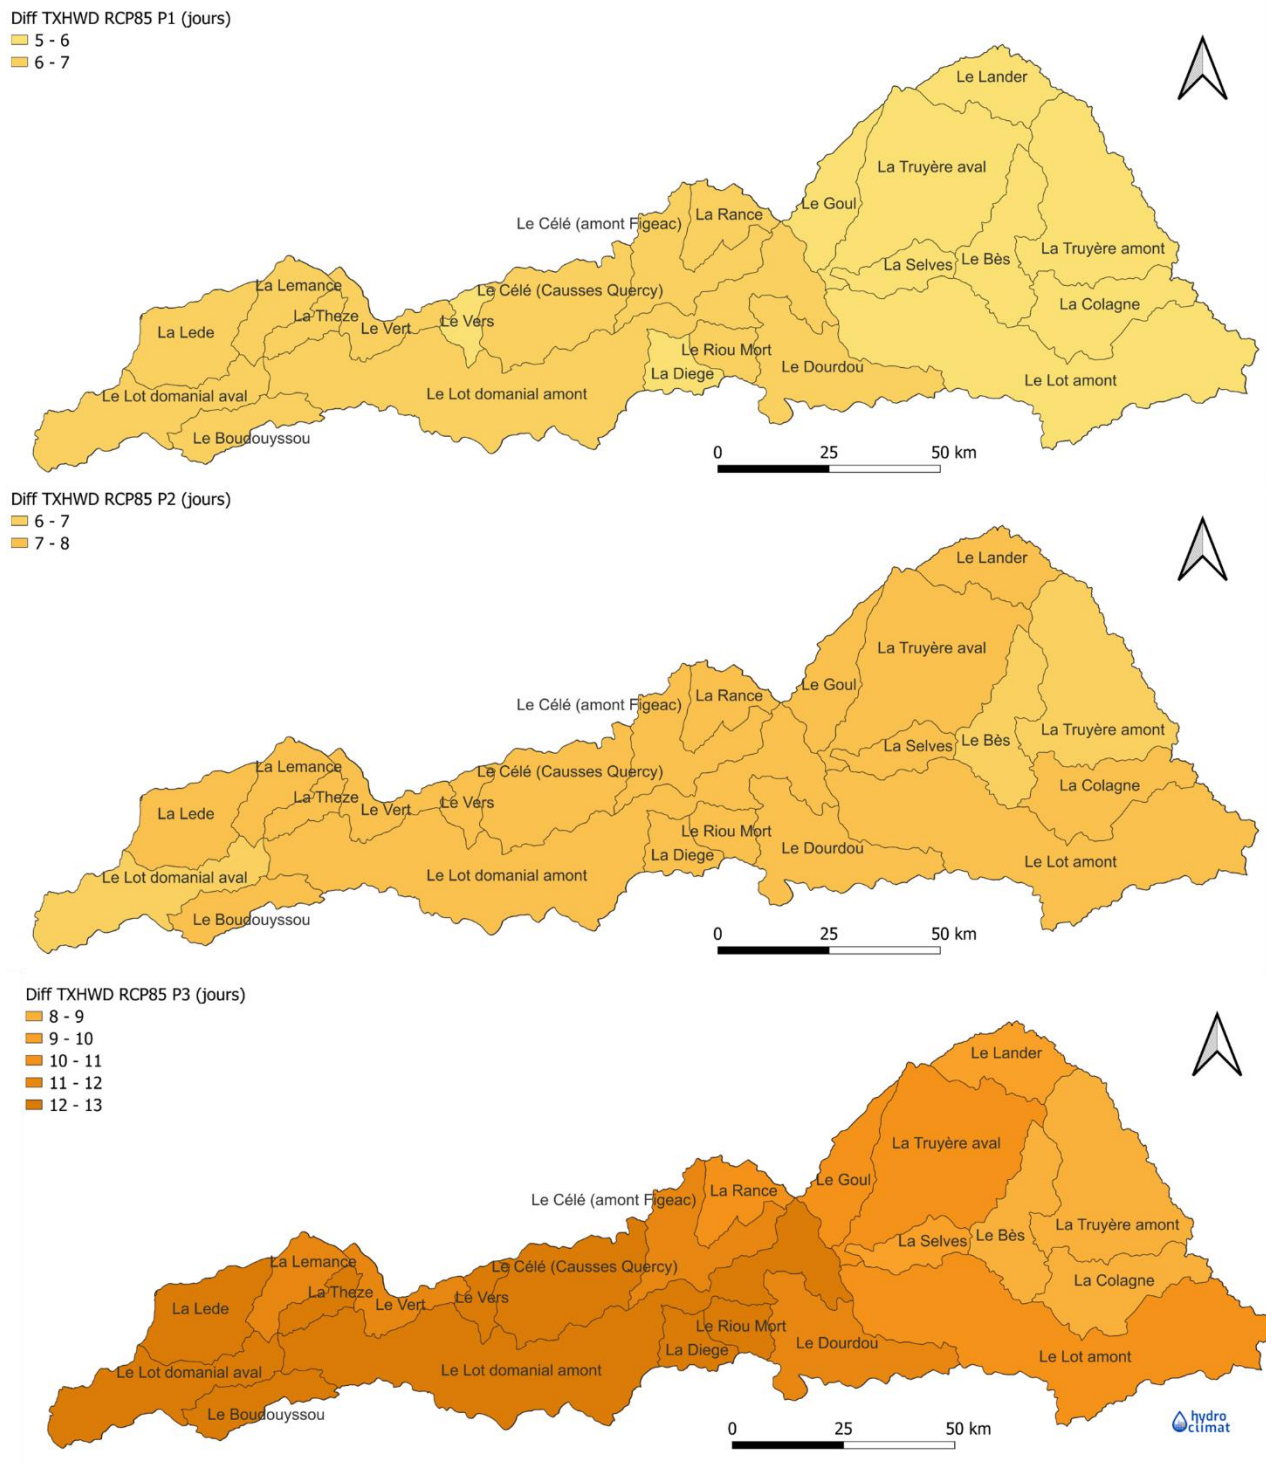 Diff TXHWD RCP85 P1 (jours)
5 - 6
6 - 7
Le Lander
La Truyère aval
Le Goul
La Rance
Le Célé (amont Figeac)
La Truyère amont
Le Bès
La Selves
La Lemance
Le Célé (Causses Quercy)
La Colagne
La Theze
Le Vers
Le Vert
La Lede
Le Riou Mort
Le Dourdou
La Diege
Le Lot amont
Le Lot domanial aval
Le Lot domanial amont
Le Boudouyssou
0 25 50 km
Diff TXHWD RCP85 P2 (jours)
6 - 7
7 - 8
Le Lander
La Truyère aval
Le Goul
La Rance
Le Célé (amont Figeac)
La Truyère amont
Le Bès
La Selves
La Lemance
Le Célé (Causses Quercy)
La Colagne
La Theze
Le Vers
Le Vert
La Lede
Le Riou Mort
Le Dourdou
La Diege
Le Lot amont
Le Lot domanial aval
Le Lot domanial amont
Le Boudouyssou
0 25 50 km
Diff TXHWD RCP85 P3 (jours)
8 - 9
9 - 10
10 - 11
11 - 12
12 - 13
Le Lander
La Truyère aval
Le Goul
La Rance
Le Célé (amont Figeac)
La Truyère amont
Le Bès
La Selves
La Lemance
Le Célé (Causses Quercy)
La Colagne
La Theze
Le Vers
Le Vert
La Lede
Le Riou Mort
Le Dourdou
La Diege
Le Lot amont
Le Lot domanial aval
Le Lot domanial amont
Le Boudouyssou
0 25 50 km
hydro
climat